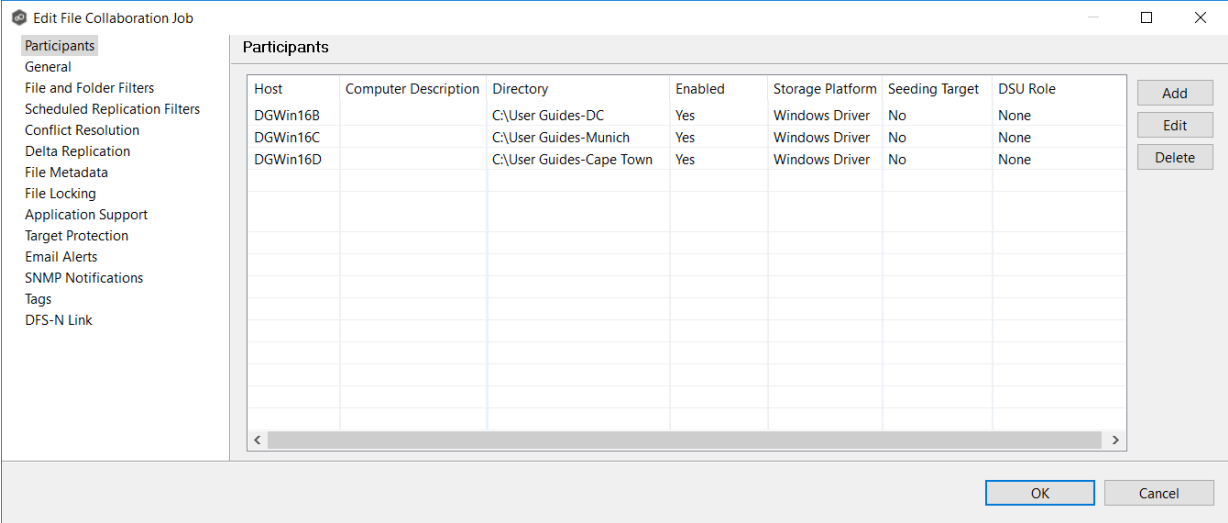 Edit File Collaboration Job
Participants
General
File and Folder Filters
Scheduled Replication Filters
Conflict Resolution
Delta Replication
File Metadata
File Locking
Application Support
Target Protection
Email Alerts
SNMP Notifications
Tags
DFS-N Link
Participants
Host Computer Description Directory Enabled Storage Platform Seeding Target DSU Role
DGWin16B C:\User Guides-DC Yes Windows Driver No None
DGWin16C C:\User Guides-Munich Yes Windows Driver No None
DGWin16D C:\User Guides-Cape Town Yes Windows Driver No None
Add
Edit
Delete
OK Cancel